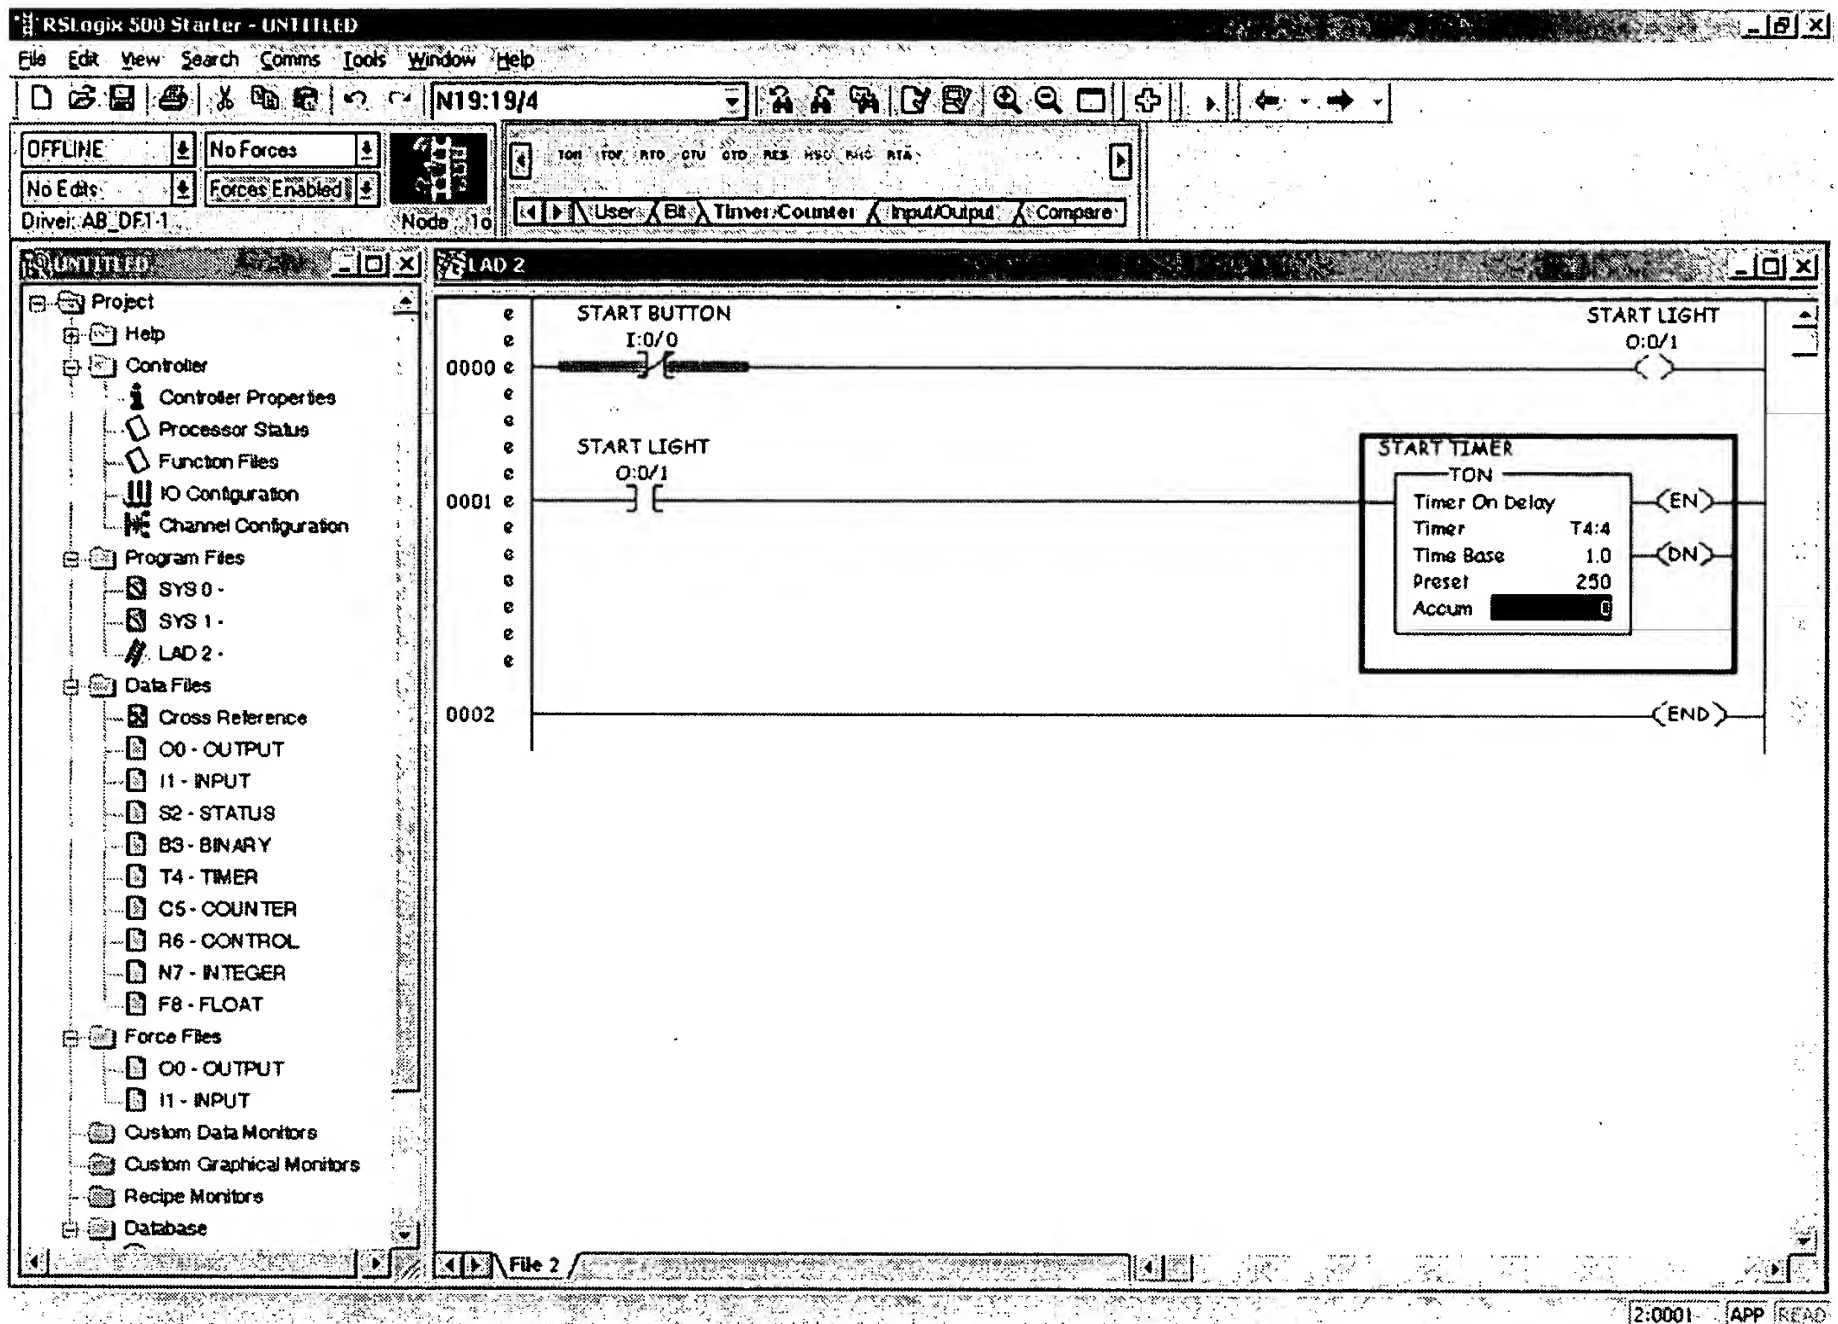 RSLogix 500 Starter - UNTITLED
File Edit View Search Comms Tools Window Help
N19:19/4
OFFLINE No Forces
No Edits Forces Enabled
Driver: AB_DF1-1 Node 1o
TON TOF RTO CTU CTD RES HSC RHC RTA
User Bit Timer/Counter Input/Output Compare
UNTITLED
Project
Help
Controller
Controller Properties
Processor Status
Function Files
IO Configuration
Channel Configuration
Program Files
SYS 0 -
SYS 1 -
LAD 2 -
Data Files
Cross Reference
O0 - OUTPUT
I1 - INPUT
S2 - STATUS
B3 - BINARY
T4 - TIMER
C5 - COUNTER
R6 - CONTROL
N7 - INTEGER
F8 - FLOAT
Force Files
O0 - OUTPUT
I1 - INPUT
Custom Data Monitors
Custom Graphical Monitors
Recipe Monitors
Database
LAD 2
e
START BUTTON START LIGHT
e
I:0/0 O:0/1
0000 e
e
e
e
START LIGHT START TIMER
e
O:0/1 TON
0001 e
Timer On Delay (EN)
e
Timer T4:4
e
Time Base 1.0 (DN)
e
Preset 250
e
Accum 0
e
e
0002 (END)
File 2
2:0001 APP READ